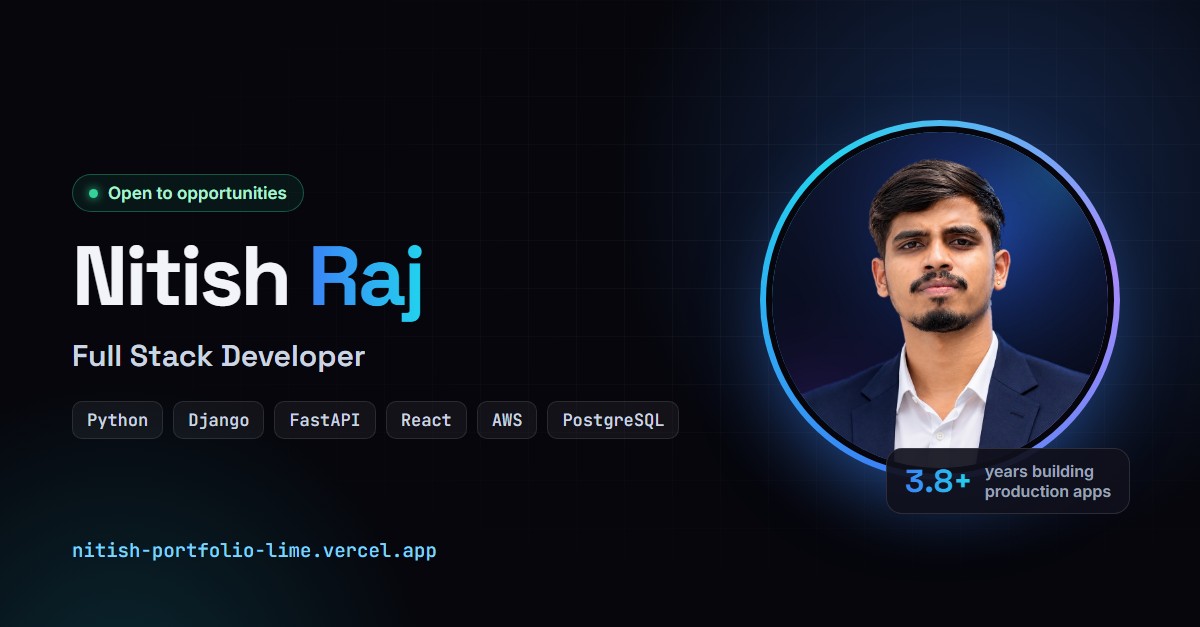 Open to opportunities
Nitish Raj
Full Stack Developer
Python Django FastAPI React AWS PostgreSQL
3.8+ years building
production apps
nitish-portfolio-lime.vercel.app